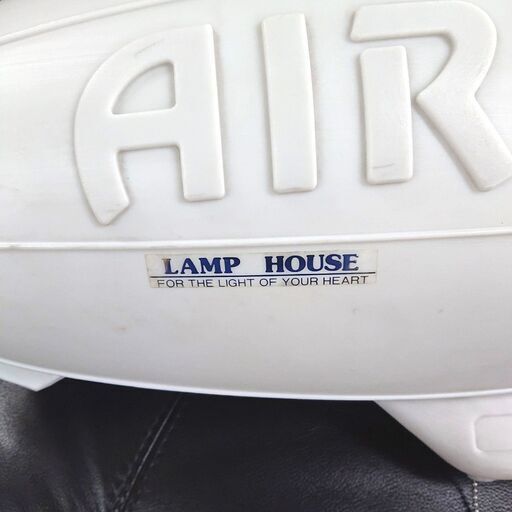 AIR
LAMP HOUSE
FOR THE LIGHT OF YOUR HEART